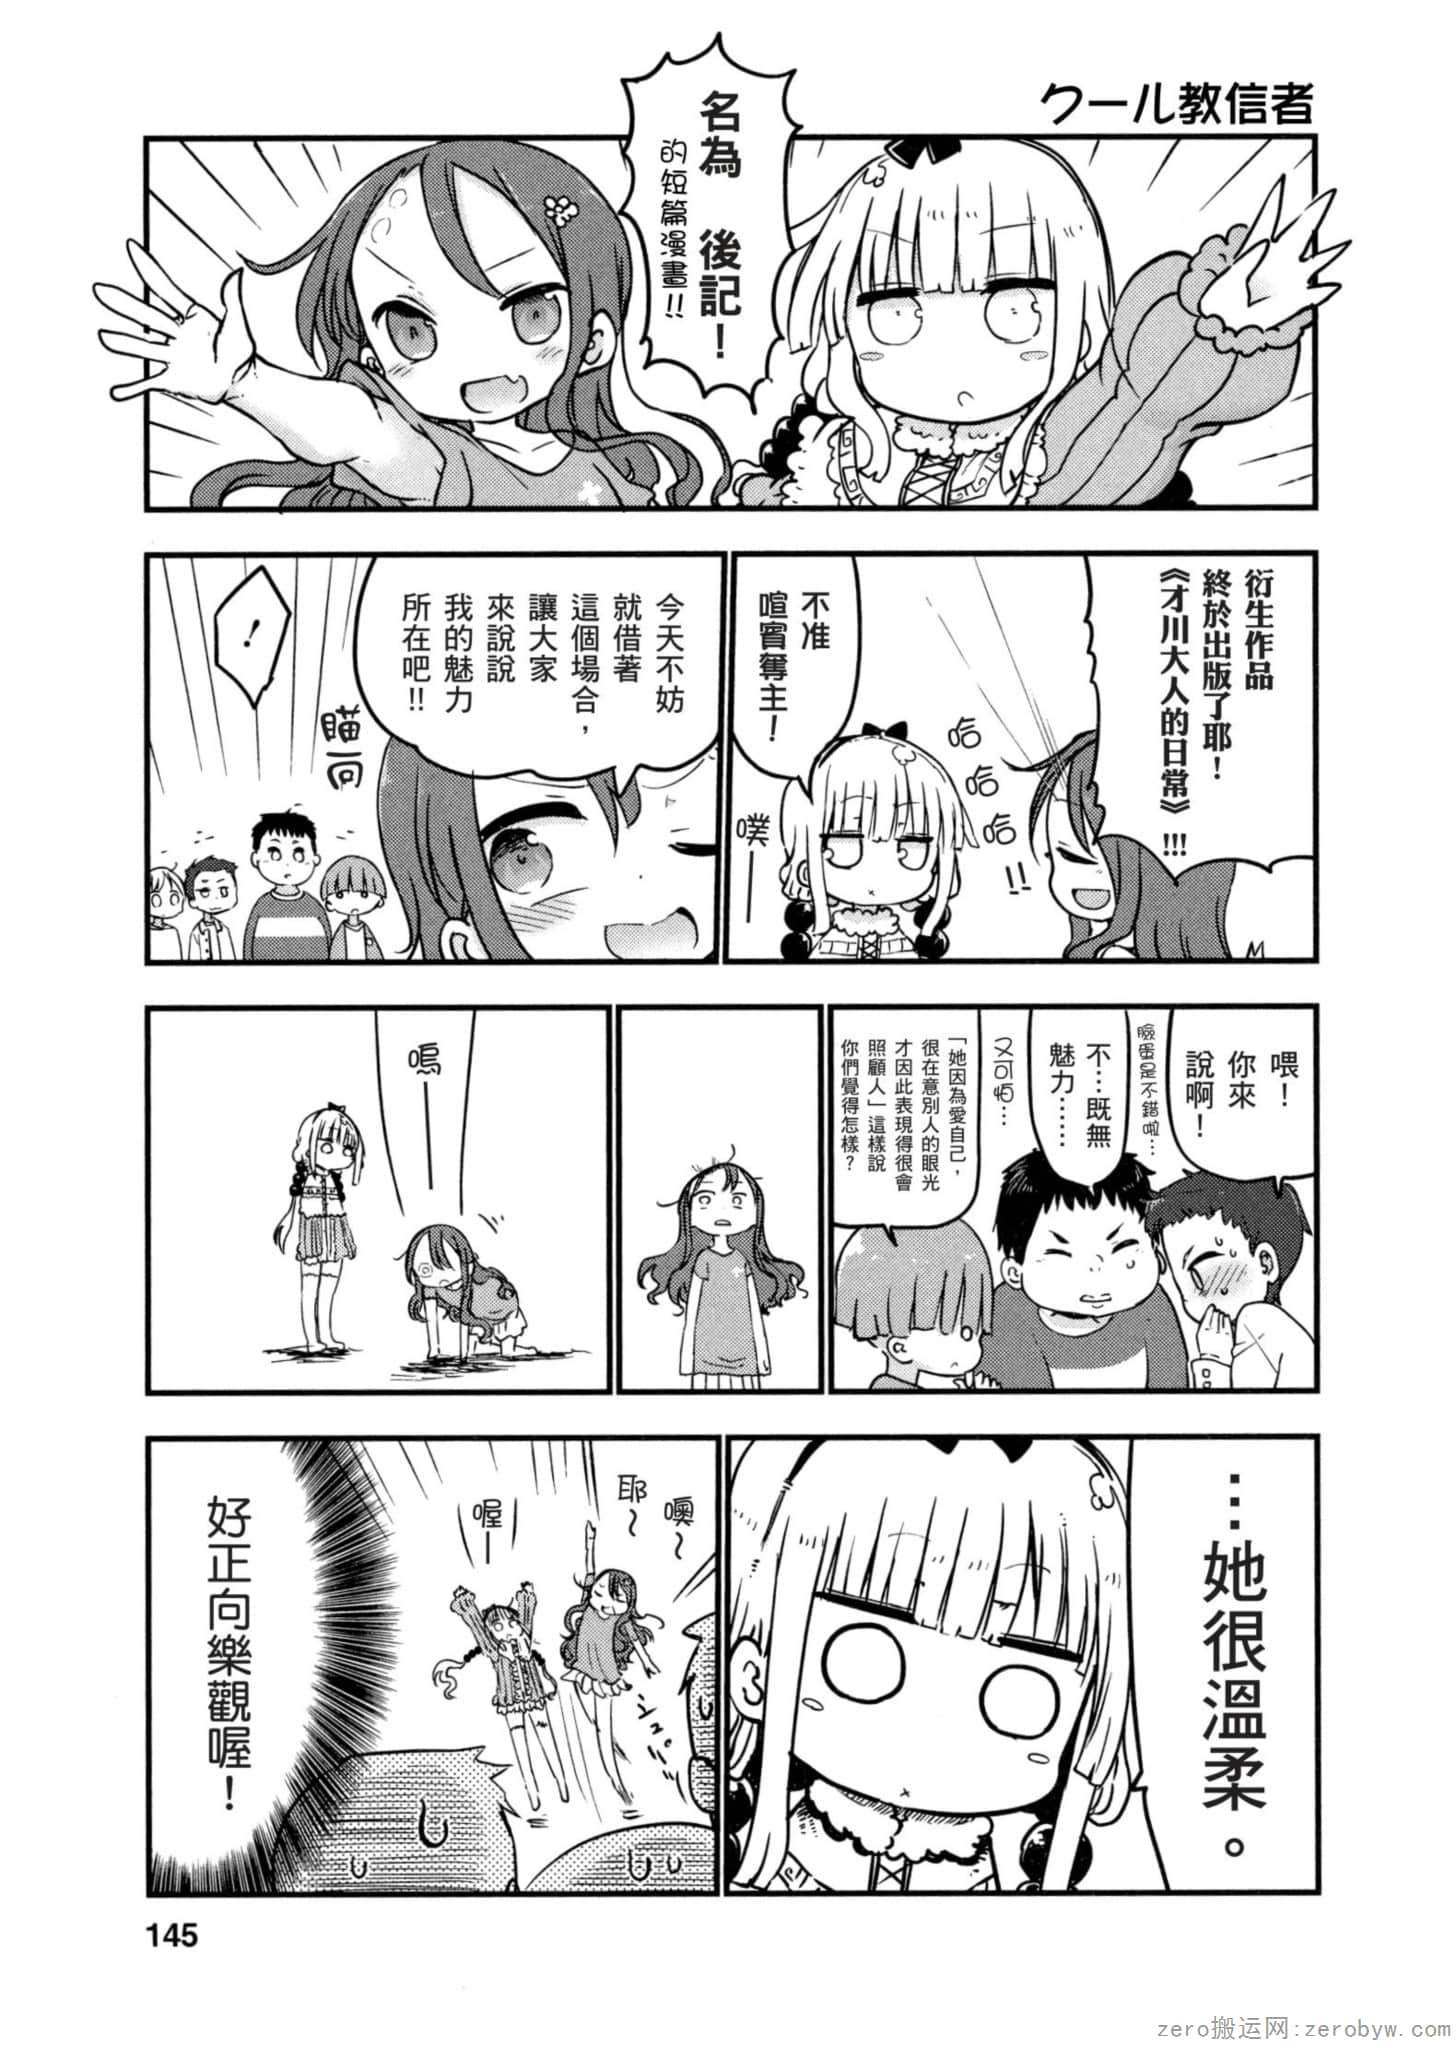 クール教信者
名為 後記！
的短篇漫畫!!
衍生作品
終於出版了耶！
《才川大人的日常》!!!
哈
哈
哈
!!
不准
喧賓奪主！
噗──
今天不妨
就借著
這個場合，
讓大家
來說說
我的魅力
所在吧!!
瞄向
！
喂！
你來
說啊！
臉蛋是不錯啦…
不…既無
魅力……
又可怕…
「她因為愛自己，
很在意別人的眼光
才因此表現得很會
照顧人」這樣說
你們覺得怎樣？
嗚──
…她很溫柔。
噢～
耶～
喔─
好正向樂觀喔！
145
zero搬运网:zerobyw.com